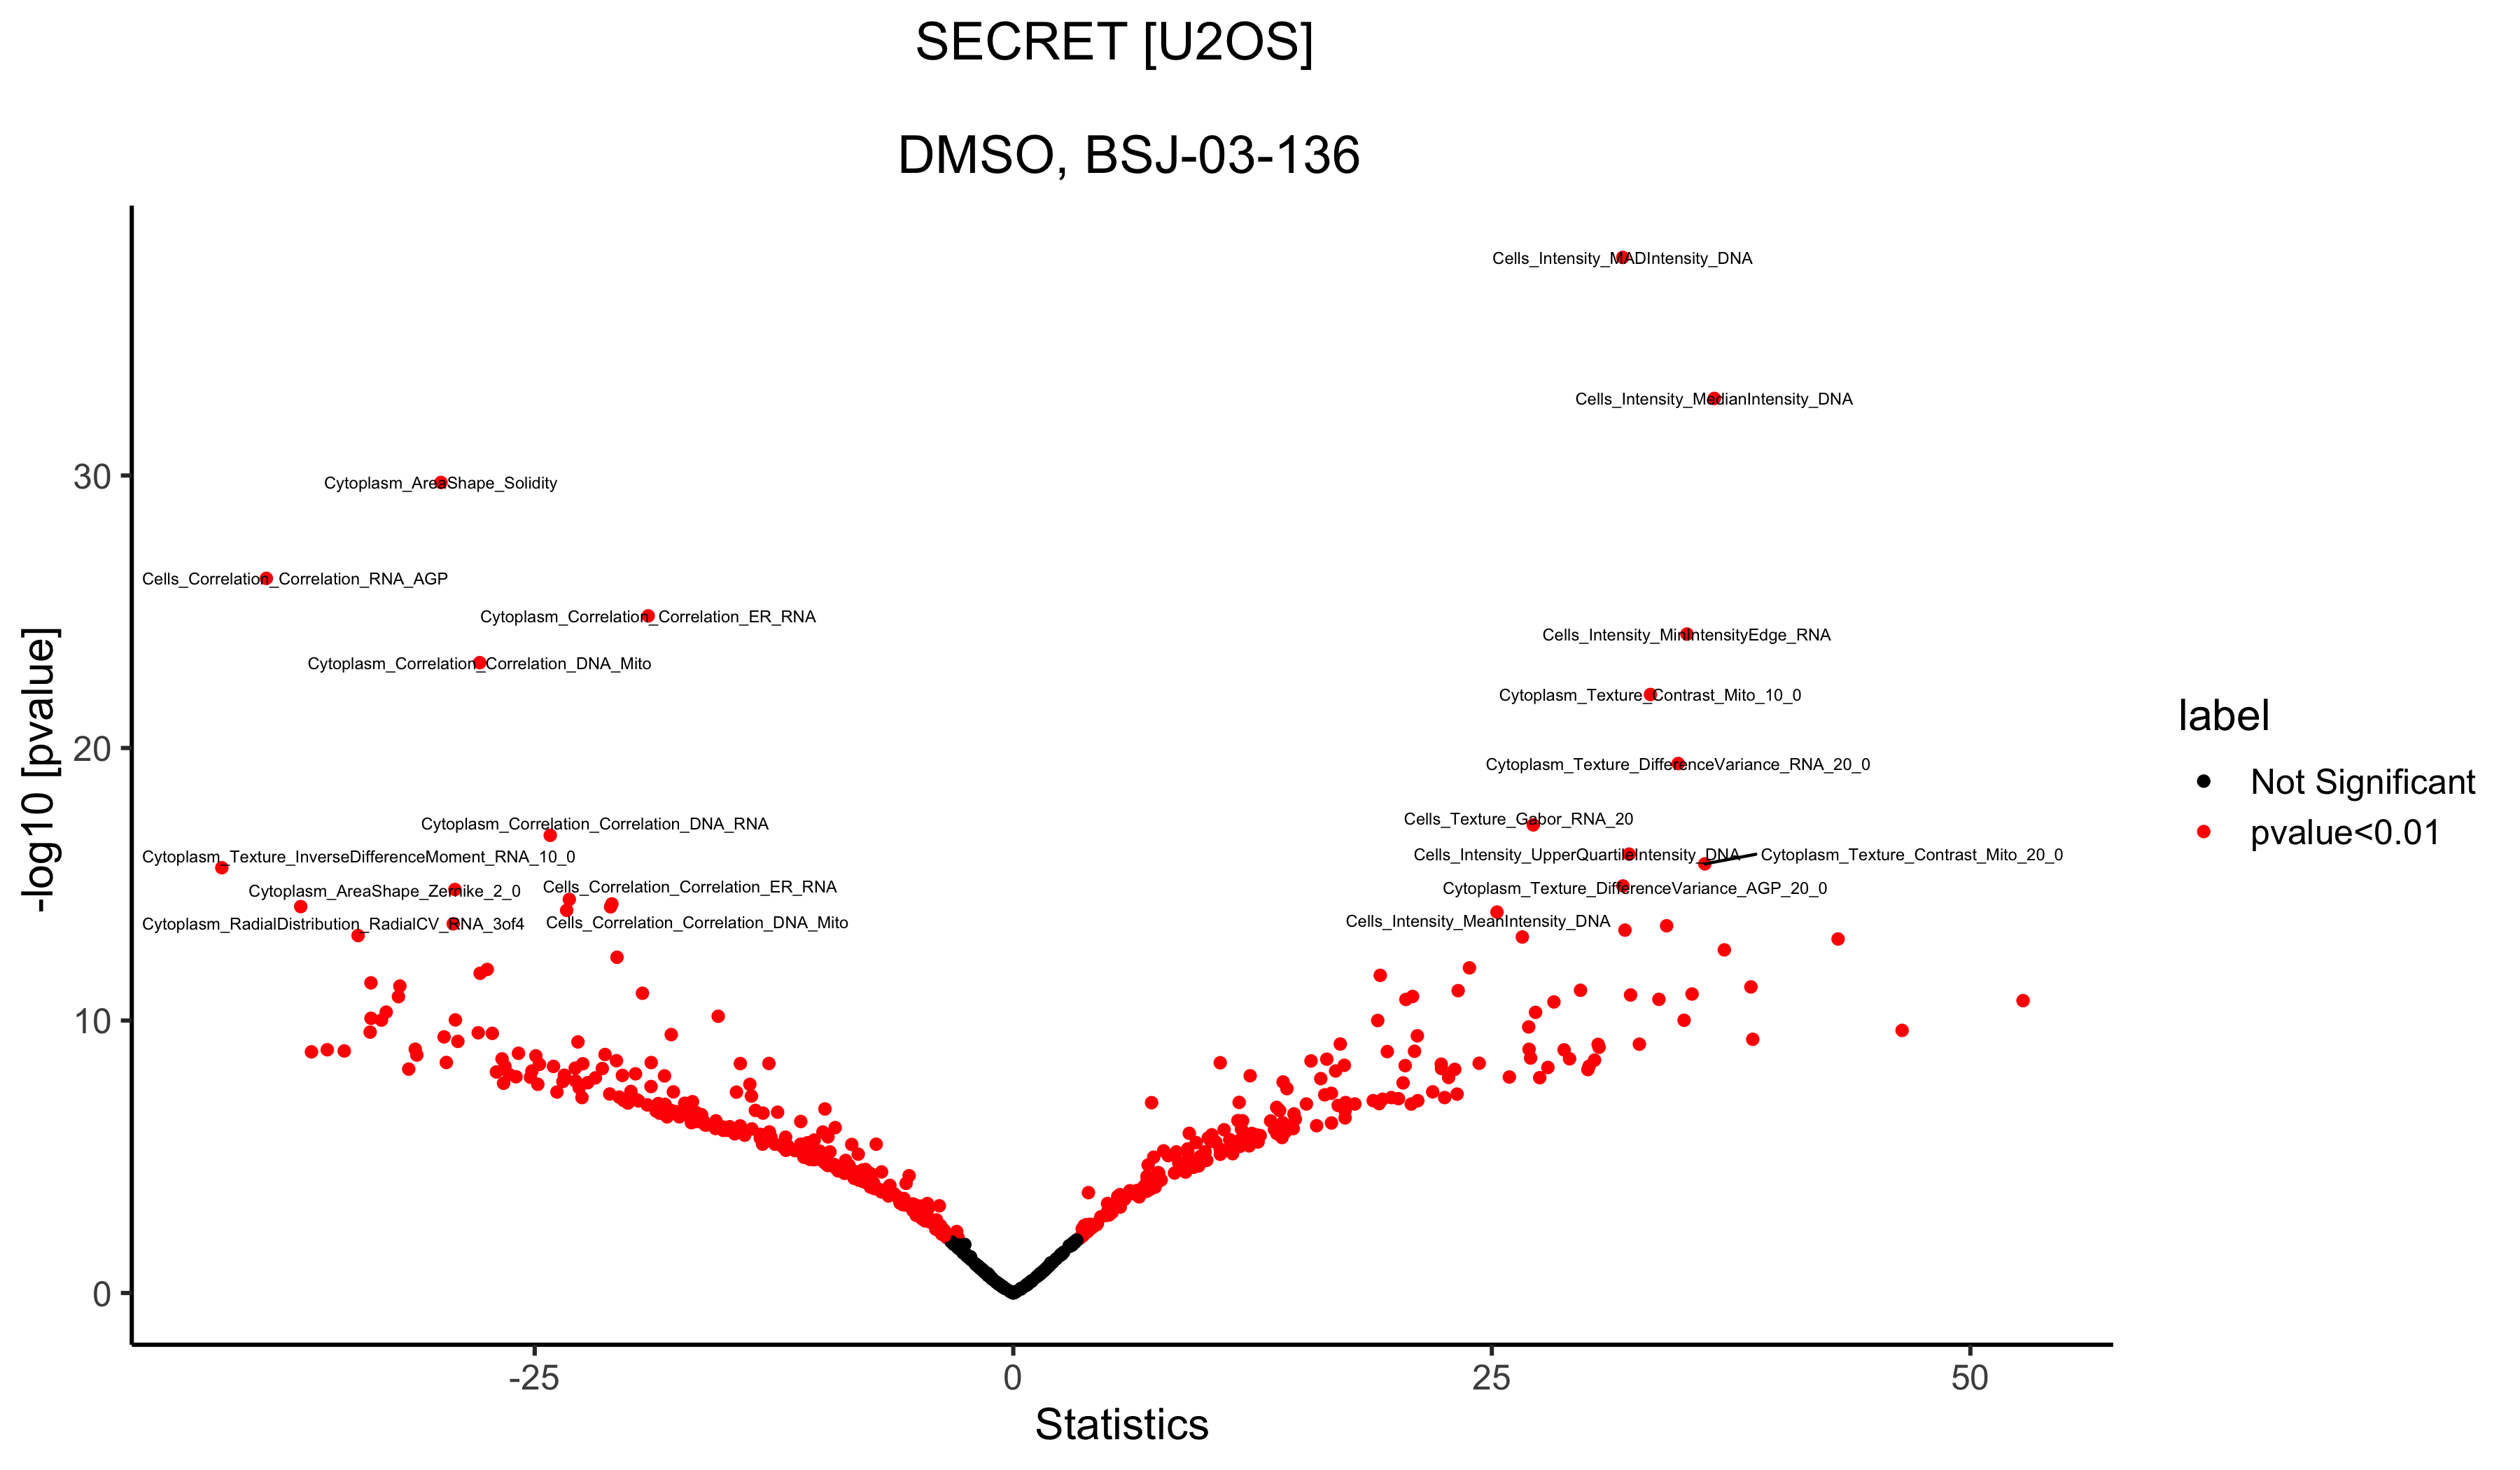 SECRET [U2OS]
DMSO, BSJ-03-136
Cells_Intensity_MADIntensity_DNA
Cells_Intensity_MedianIntensity_DNA
30
Cytoplasm_AreaShape_Solidity
Cells_Correlation_Correlation_RNA_AGP
Cytoplasm_Correlation_Correlation_ER_RNA
Cells_Intensity_MinIntensityEdge_RNA
Cytoplasm_Correlation_Correlation_DNA_Mito
Cytoplasm_Texture_Contrast_Mito_10_0
-log10 [pvalue]
20
Cytoplasm_Texture_DifferenceVariance_RNA_20_0
Cells_Texture_Gabor_RNA_20
Cytoplasm_Correlation_Correlation_DNA_RNA
Cells_Intensity_UpperQuartileIntensity_DNA
Cytoplasm_Texture_Contrast_Mito_20_0
Cytoplasm_Texture_InverseDifferenceMoment_RNA_10_0
Cytoplasm_AreaShape_Zernike_2_0
Cells_Correlation_Correlation_ER_RNA
Cytoplasm_Texture_DifferenceVariance_AGP_20_0
Cytoplasm_RadialDistribution_RadialCV_RNA_3of4
Cells_Correlation_Correlation_DNA_Mito
Cells_Intensity_MeanIntensity_DNA
10
0
-25
0
25
50
Statistics
label
Not Significant
pvalue<0.01